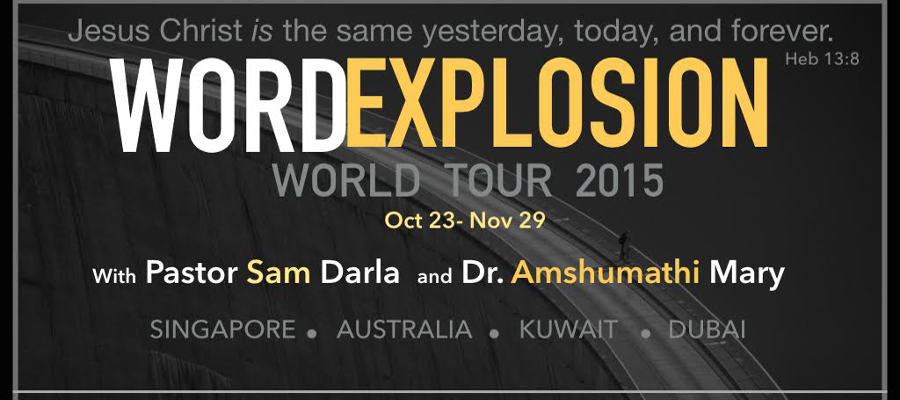 Jesus Christ is the same yesterday, today, and forever.
Heb 13:8
WORDEXPLOSION
WORLD TOUR 2015
Oct 23- Nov 29
With Pastor Sam Darla and Dr. Amshumathi Mary
SINGAPORE • AUSTRALIA • KUWAIT • DUBAI